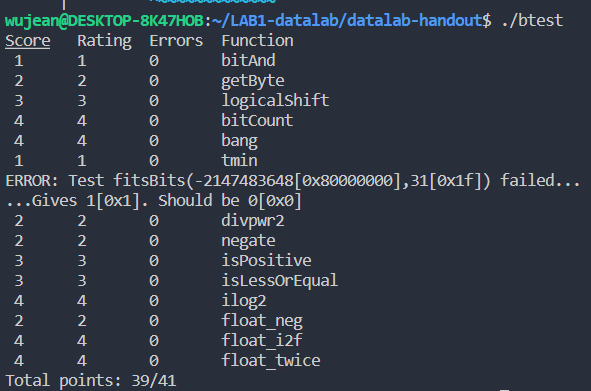 wujean@DESKTOP-8K47HOB:~/LAB1-datalab/datalab-handout$ ./btest
Score Rating Errors Function
1 1 0 bitAnd
2 2 0 getByte
3 3 0 logicalShift
4 4 0 bitCount
4 4 0 bang
1 1 0 tmin
ERROR: Test fitsBits(-2147483648[0x80000000],31[0x1f]) failed...
...Gives 1[0x1]. Should be 0[0x0]
2 2 0 divpwr2
2 2 0 negate
3 3 0 isPositive
3 3 0 isLessOrEqual
4 4 0 ilog2
2 2 0 float_neg
4 4 0 float_i2f
4 4 0 float_twice
Total points: 39/41